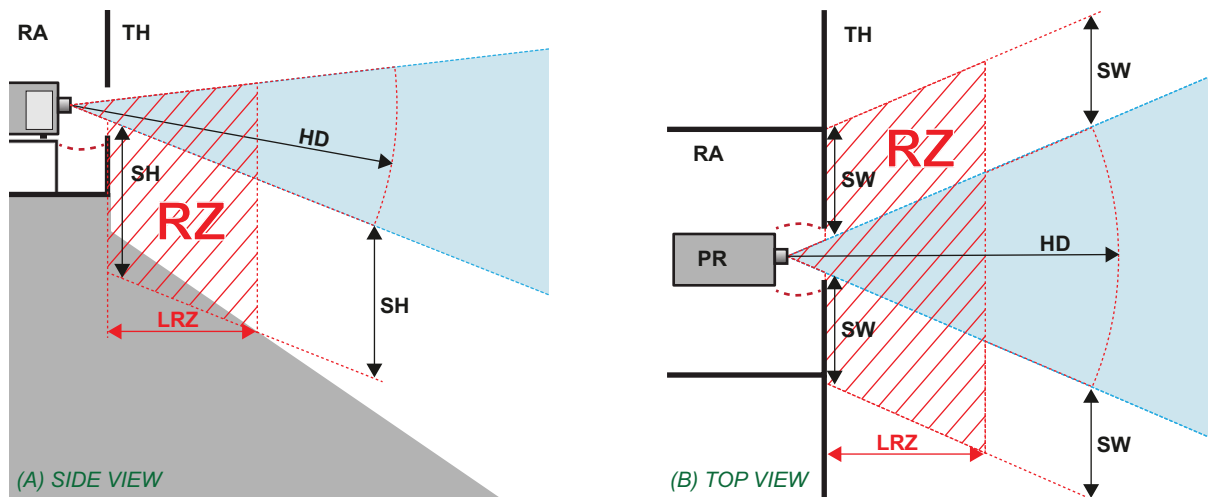 RA TH
HD
SH
RZ
SH
LRZ
(A) SIDE VIEW
TH
SW
RA
RZ
SW
PR
HD
SW
LRZ
SW
(B) TOP VIEW